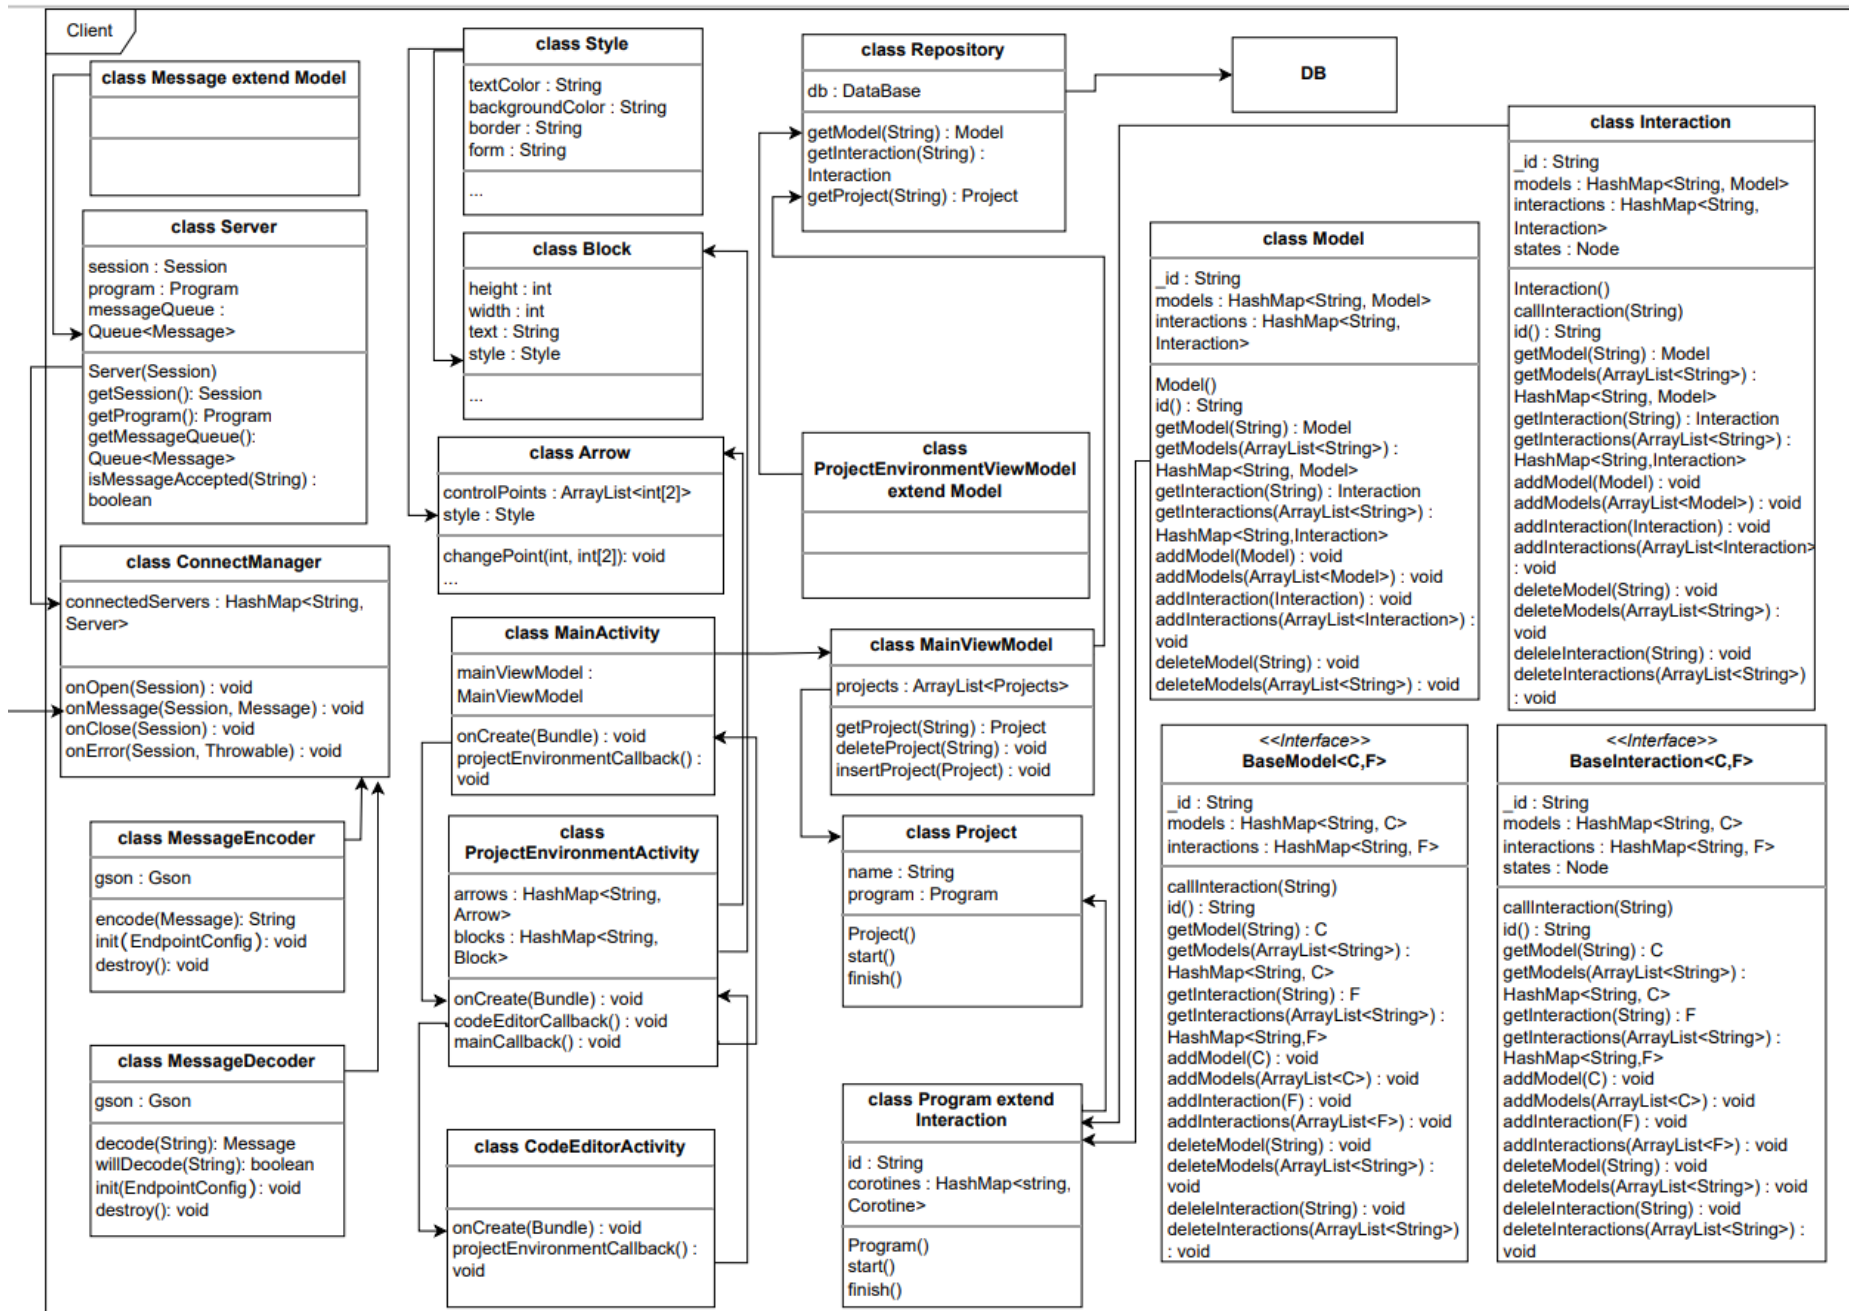 Client
class Message extend Model
class Server
session : Session
program : Program
messageQueue :
Queue<Message>
Server(Session)
getSession(): Session
getProgram(): Program
getMessageQueue():
Queue<Message>
isMessageAccepted(String) :
boolean
class ConnectManager
connectedServers : HashMap<String,
Server>
onOpen(Session) : void
onMessage(Session, Message) : void
onClose(Session) : void
onError(Session, Throwable) : void
class MessageEncoder
gson : Gson
encode(Message): String
init(EndpointConfig): void
destroy(): void
class MessageDecoder
gson : Gson
decode(String): Message
willDecode(String): boolean
init(EndpointConfig): void
destroy(): void
class Style
textColor : String
backgroundColor : String
border : String
form : String
...
class Block
height : int
width : int
text : String
style : Style
...
class Arrow
controlPoints : ArrayList<int[2]>
style : Style
changePoint(int, int[2]): void
...
class MainActivity
mainViewModel :
MainViewModel
onCreate(Bundle) : void
projectEnvironmentCallback() :
void
class
ProjectEnvironmentActivity
arrows : HashMap<String,
Arrow>
blocks : HashMap<String,
Block>
onCreate(Bundle) : void
codeEditorCallback() : void
mainCallback() : void
class CodeEditorActivity
onCreate(Bundle) : void
projectEnvironmentCallback() :
void
class Repository
db : DataBase
getModel(String) : Model
getInteraction(String) :
Interaction
getProject(String) : Project
DB
class
ProjectEnvironmentViewModel
extend Model
class MainViewModel
projects : ArrayList<Projects>
getProject(String) : Project
deleteProject(String) : void
insertProject(Project) : void
class Project
name : String
program : Program
Project()
start()
finish()
class Program extend
Interaction
id : String
corotines : HashMap<string,
Corotine>
Program()
start()
finish()
class Model
_id : String
models : HashMap<String, Model>
interactions : HashMap<String,
Interaction>
Model()
id() : String
getModel(String) : Model
getModels(ArrayList<String>) :
HashMap<String, Model>
getInteraction(String) : Interaction
getInteractions(ArrayList<String>) :
HashMap<String,Interaction>
addModel(Model) : void
addModels(ArrayList<Model>) : void
addInteraction(Interaction) : void
addInteractions(ArrayList<Interaction>) :
void
deleteModel(String) : void
deleteModels(ArrayList<String>) : void
class Interaction
_id : String
models : HashMap<String, Model>
interactions : HashMap<String,
Interaction>
states : Node
Interaction()
callInteraction(String)
id() : String
getModel(String) : Model
getModels(ArrayList<String>) :
HashMap<String, Model>
getInteraction(String) : Interaction
getInteractions(ArrayList<String>) :
HashMap<String,Interaction>
addModel(Model) : void
addModels(ArrayList<Model>) : void
addInteraction(Interaction) : void
addInteractions(ArrayList<Interaction>
: void
deleteModel(String) : void
deleteModels(ArrayList<String>) :
void
deleleInteraction(String) : void
deleteInteractions(ArrayList<String>)
: void
<<Interface>>
BaseModel<C,F>
_id : String
models : HashMap<String, C>
interactions : HashMap<String, F>
callInteraction(String)
id() : String
getModel(String) : C
getModels(ArrayList<String>) :
HashMap<String, C>
getInteraction(String) : F
getInteractions(ArrayList<String>) :
HashMap<String,F>
addModel(C) : void
addModels(ArrayList<C>) : void
addInteraction(F) : void
addInteractions(ArrayList<F>) : void
deleteModel(String) : void
deleteModels(ArrayList<String>) :
void
deleleInteraction(String) : void
deleteInteractions(ArrayList<String>)
: void
<<Interface>>
BaseInteraction<C,F>
_id : String
models : HashMap<String, C>
interactions : HashMap<String, F>
states : Node
callInteraction(String)
id() : String
getModel(String) : C
getModels(ArrayList<String>) :
HashMap<String, C>
getInteraction(String) : F
getInteractions(ArrayList<String>) :
HashMap<String,F>
addModel(C) : void
addModels(ArrayList<C>) : void
addInteraction(F) : void
addInteractions(ArrayList<F>) : void
deleteModel(String) : void
deleteModels(ArrayList<String>) : void
deleleInteraction(String) : void
deleteInteractions(ArrayList<String>) :
void